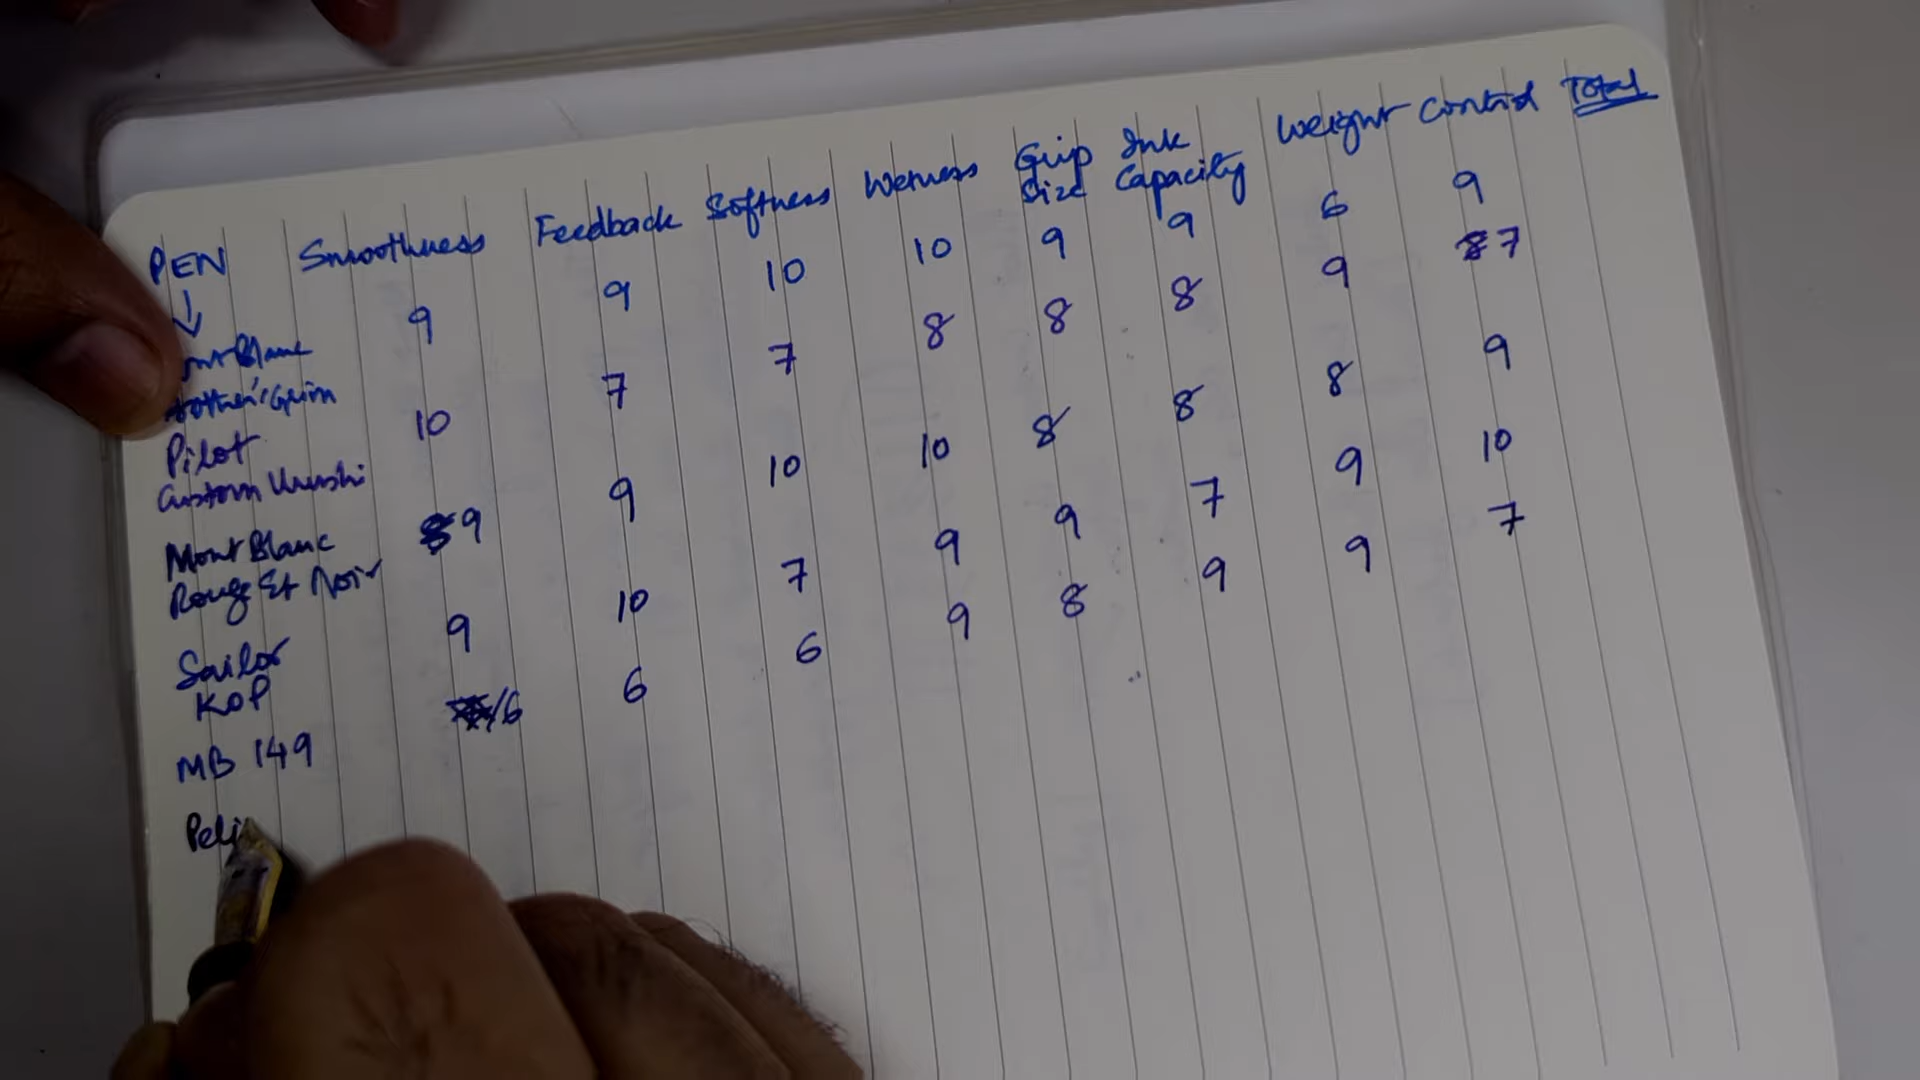 PEN Smoothness Feedback Softness Wetness Grip Size Ink Capacity Weight Control Total
ont Blanc 9 9 10 10 9 9 6 9
Grim
Pilot 10 7 7 8 8 8 9 7
Custom Urushi
Mont Blanc 9 9 10 10 8 8 8 9
Rouge Et Noir
Sailor 9 10 7 9 9 7 9 10
KOP
MB 149 6 6 6 9 8 9 9 7
Peli